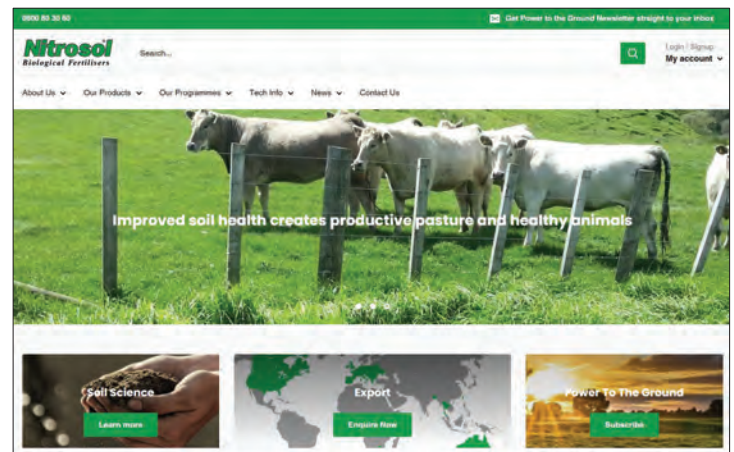 0800 80 30 60
Get Power to the Ground Newsletter straight to your inbox
Nitrosol
Biological Fertilisers
Search...
Login / Signup
My account
About Us
Our Products
Our Programmes
Tech Info
News
Contact Us
Improved soil health creates productive pasture and healthy animals
Soil Science
Export
Power To The Ground
Learn more
Enquire Now
Subscribe